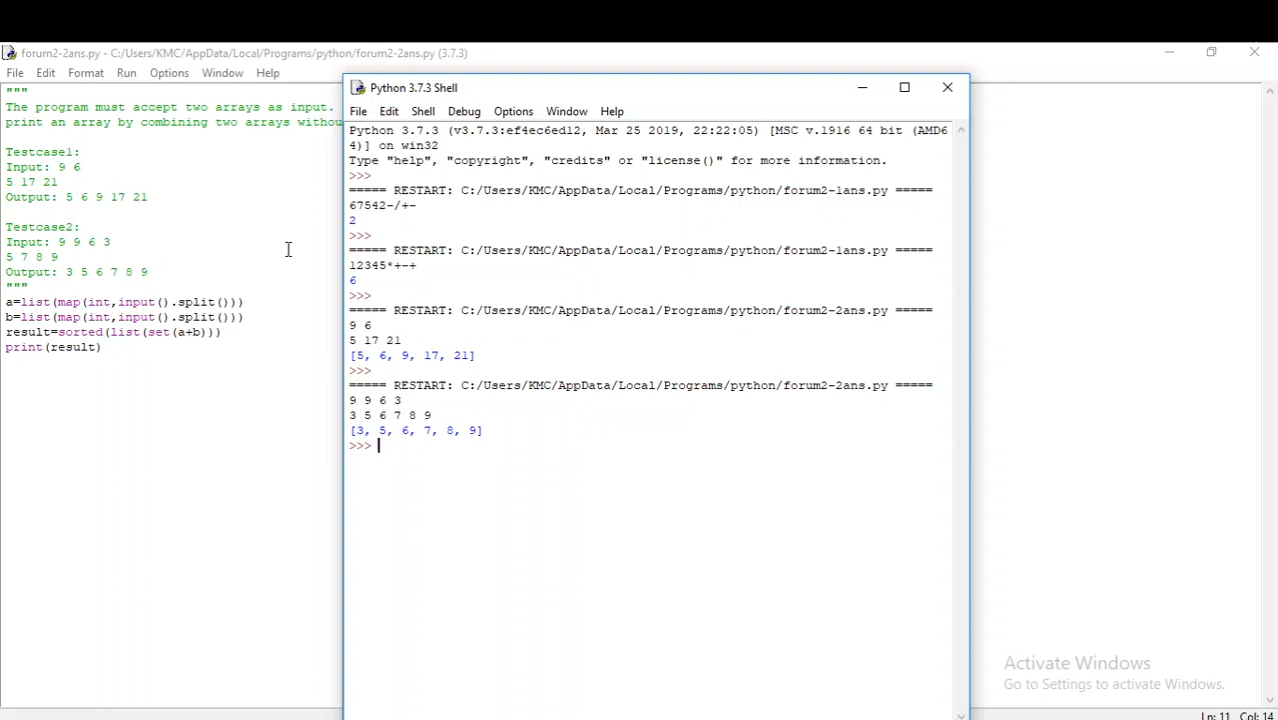 forum2-2ans.py - C:/Users/KMC/AppData/Local/Programs/python/forum2-2ans.py (3.7.3)
File Edit Format Run Options Window Help
"""
The program must accept two arrays as input.
print an array by combining two arrays withou
Testcase1:
Input: 9 6
5 17 21
Output: 5 6 9 17 21
Testcase2:
Input: 9 9 6 3
5 7 8 9
Output: 3 5 6 7 8 9
"""
a=list(map(int,input().split()))
b=list(map(int,input().split()))
result=sorted(list(set(a+b)))
print(result)
Python 3.7.3 Shell
File Edit Shell Debug Options Window Help
Python 3.7.3 (v3.7.3:ef4ec6ed12, Mar 25 2019, 22:22:05) [MSC v.1916 64 bit (AMD6
4)] on win32
Type "help", "copyright", "credits" or "license()" for more information.
>>>
===== RESTART: C:/Users/KMC/AppData/Local/Programs/python/forum2-1ans.py =====
67542-/+-
2
>>>
===== RESTART: C:/Users/KMC/AppData/Local/Programs/python/forum2-1ans.py =====
12345*+-+
6
>>>
===== RESTART: C:/Users/KMC/AppData/Local/Programs/python/forum2-2ans.py =====
9 6
5 17 21
[5, 6, 9, 17, 21]
>>>
===== RESTART: C:/Users/KMC/AppData/Local/Programs/python/forum2-2ans.py =====
9 9 6 3
3 5 6 7 8 9
[3, 5, 6, 7, 8, 9]
>>>
Activate Windows
Go to Settings to activate Windows.
Ln: 11 Col: 14